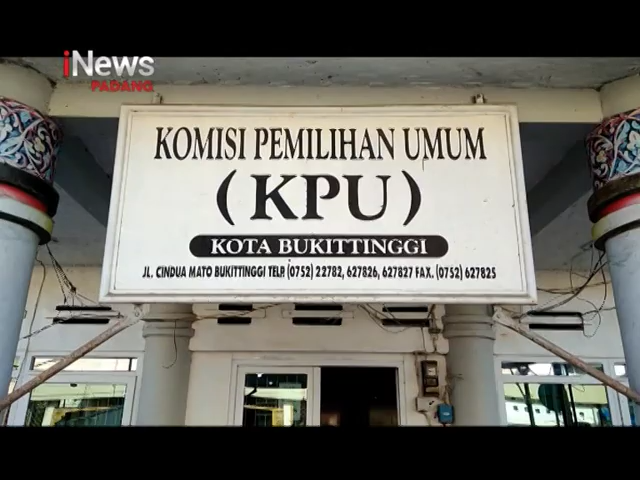 iNews
PADANG
KOMISI PEMILIHAN UMUM
(KPU)
KOTA BUKITTINGGI
JL. CINDUA MATO BUKITTINGGI TELP. (0752) 22782, 627826, 627827 FAX. (0752) 627825